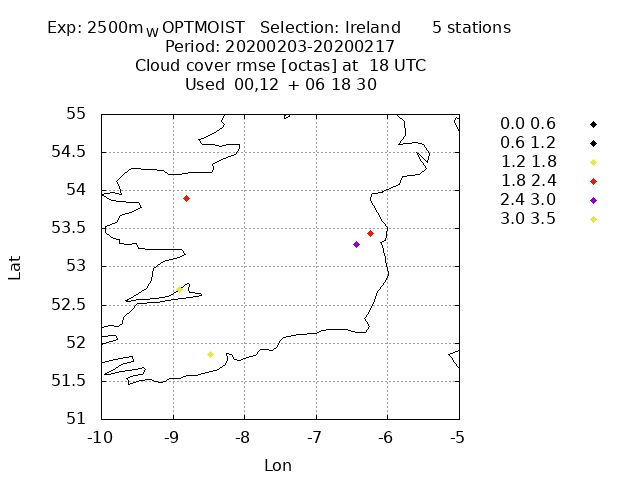 Exp: 2500m_W OPTMOIST   Selection: Ireland      5 stations
Period: 20200203-20200217
Cloud cover rmse [octas] at  18 UTC
Used  00,12  + 06 18 30
0.0 0.6
0.6 1.2
1.2 1.8
1.8 2.4
2.4 3.0
3.0 3.5
55
54.5
54
53.5
53
52.5
52
51.5
51
Lat
-10 -9 -8 -7 -6 -5
Lon